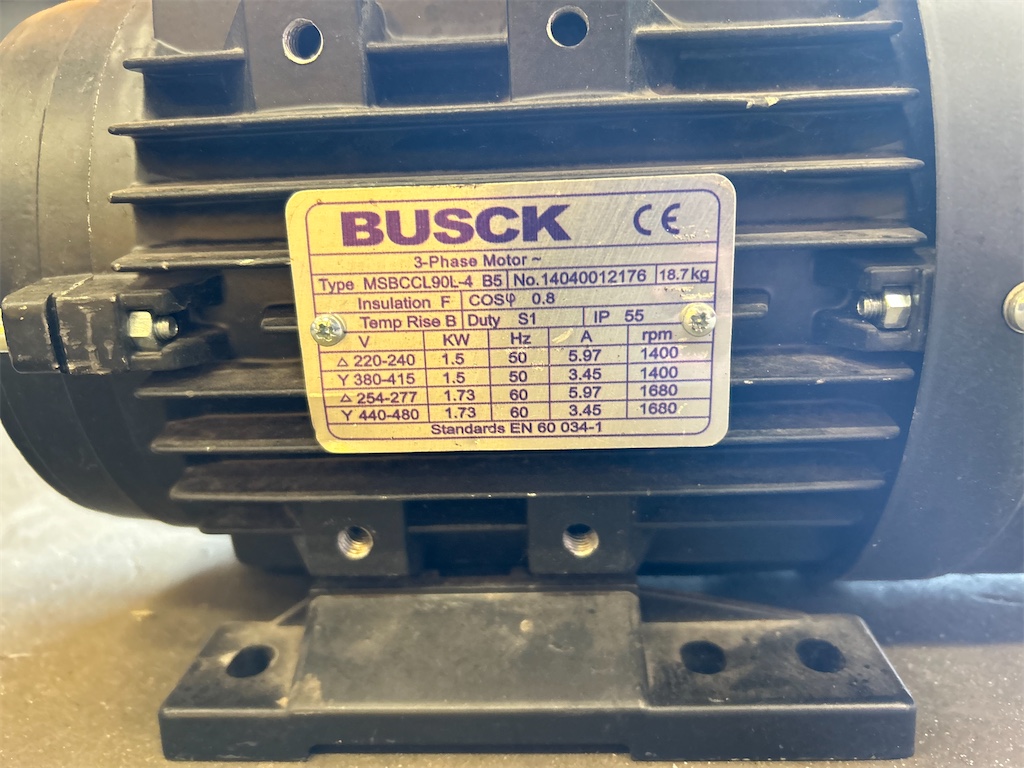 BUSCK CE
3-Phase Motor ~
Type MSBCCL90L-4 B5 No.14040012176 18.7kg
Insulation F COSφ 0.8
Temp Rise B Duty S1 IP 55
V KW Hz A rpm
Δ 220-240 1.5 50 5.97 1400
Y 380-415 1.5 50 3.45 1400
Δ 254-277 1.73 60 5.97 1680
Y 440-480 1.73 60 3.45 1680
Standards EN 60 034-1